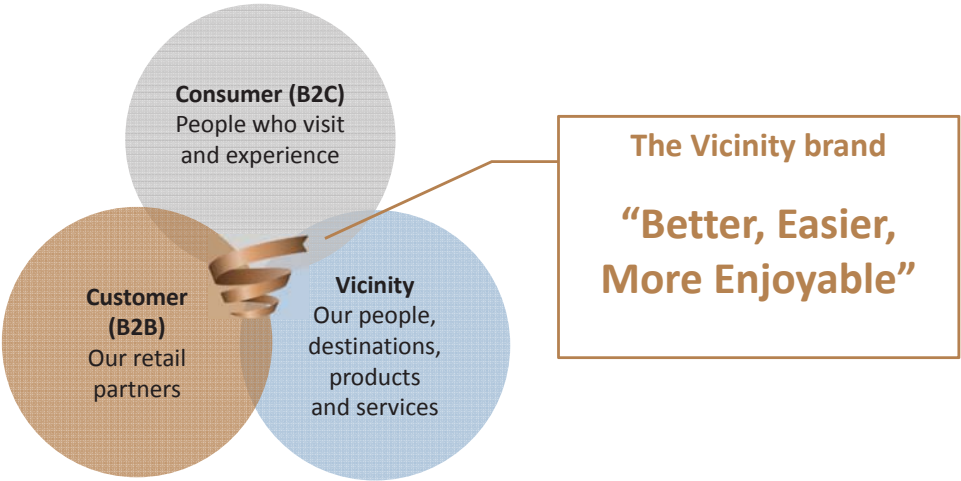 Consumer (B2C)
People who visit
and experience
Customer
(B2B)
Our retail
partners
Vicinity
Our people,
destinations,
products
and services
The Vicinity brand
“Better, Easier,
More Enjoyable”